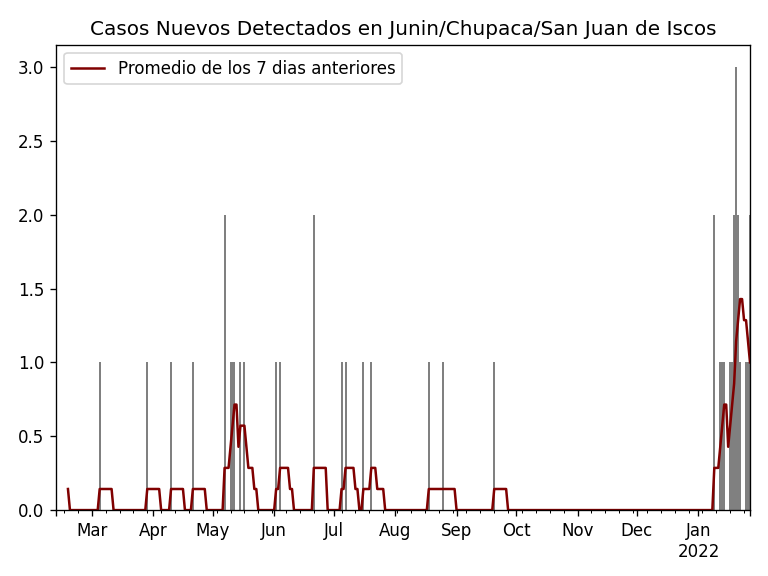 Casos Nuevos Detectados en Junin/Chupaca/San Juan de Iscos
Promedio de los 7 dias anteriores
3.0
2.5
2.0
1.5
1.0
0.5
0.0
Mar Apr May Jun Jul Aug Sep Oct Nov Dec Jan
2022